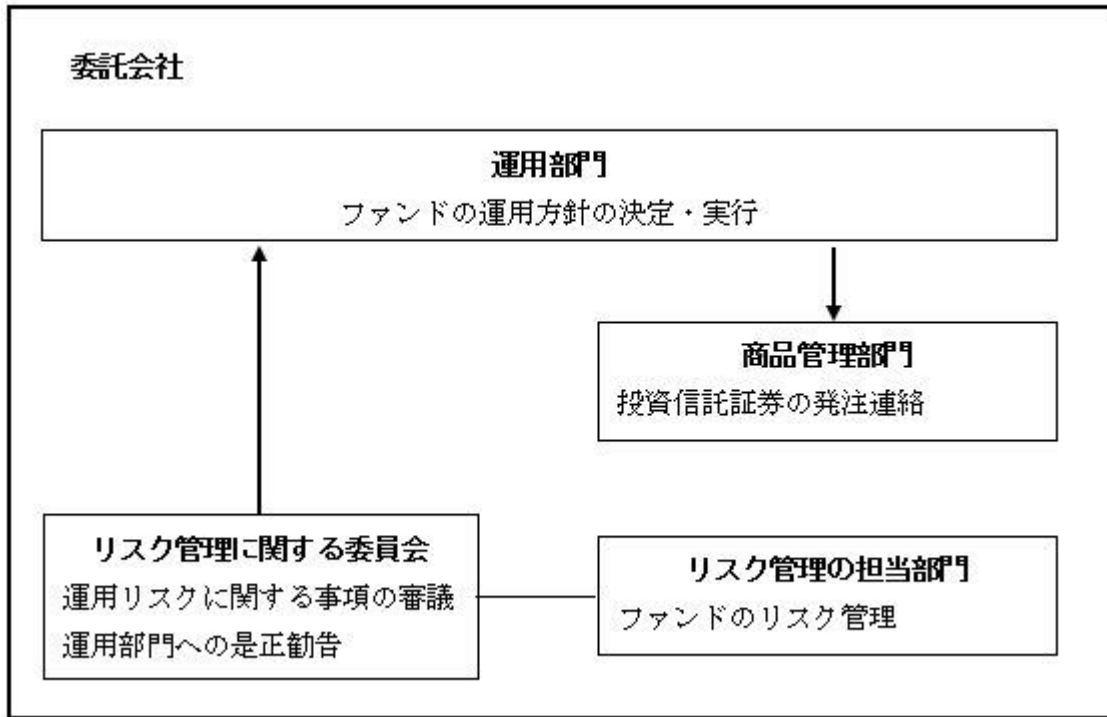 委託会社
運用部門
ファンドの運用方針の決定・実行
商品管理部門
投資信託証券の発注連絡
リスク管理に関する委員会
運用リスクに関する事項の審議
運用部門への是正勧告
リスク管理の担当部門
ファンドのリスク管理